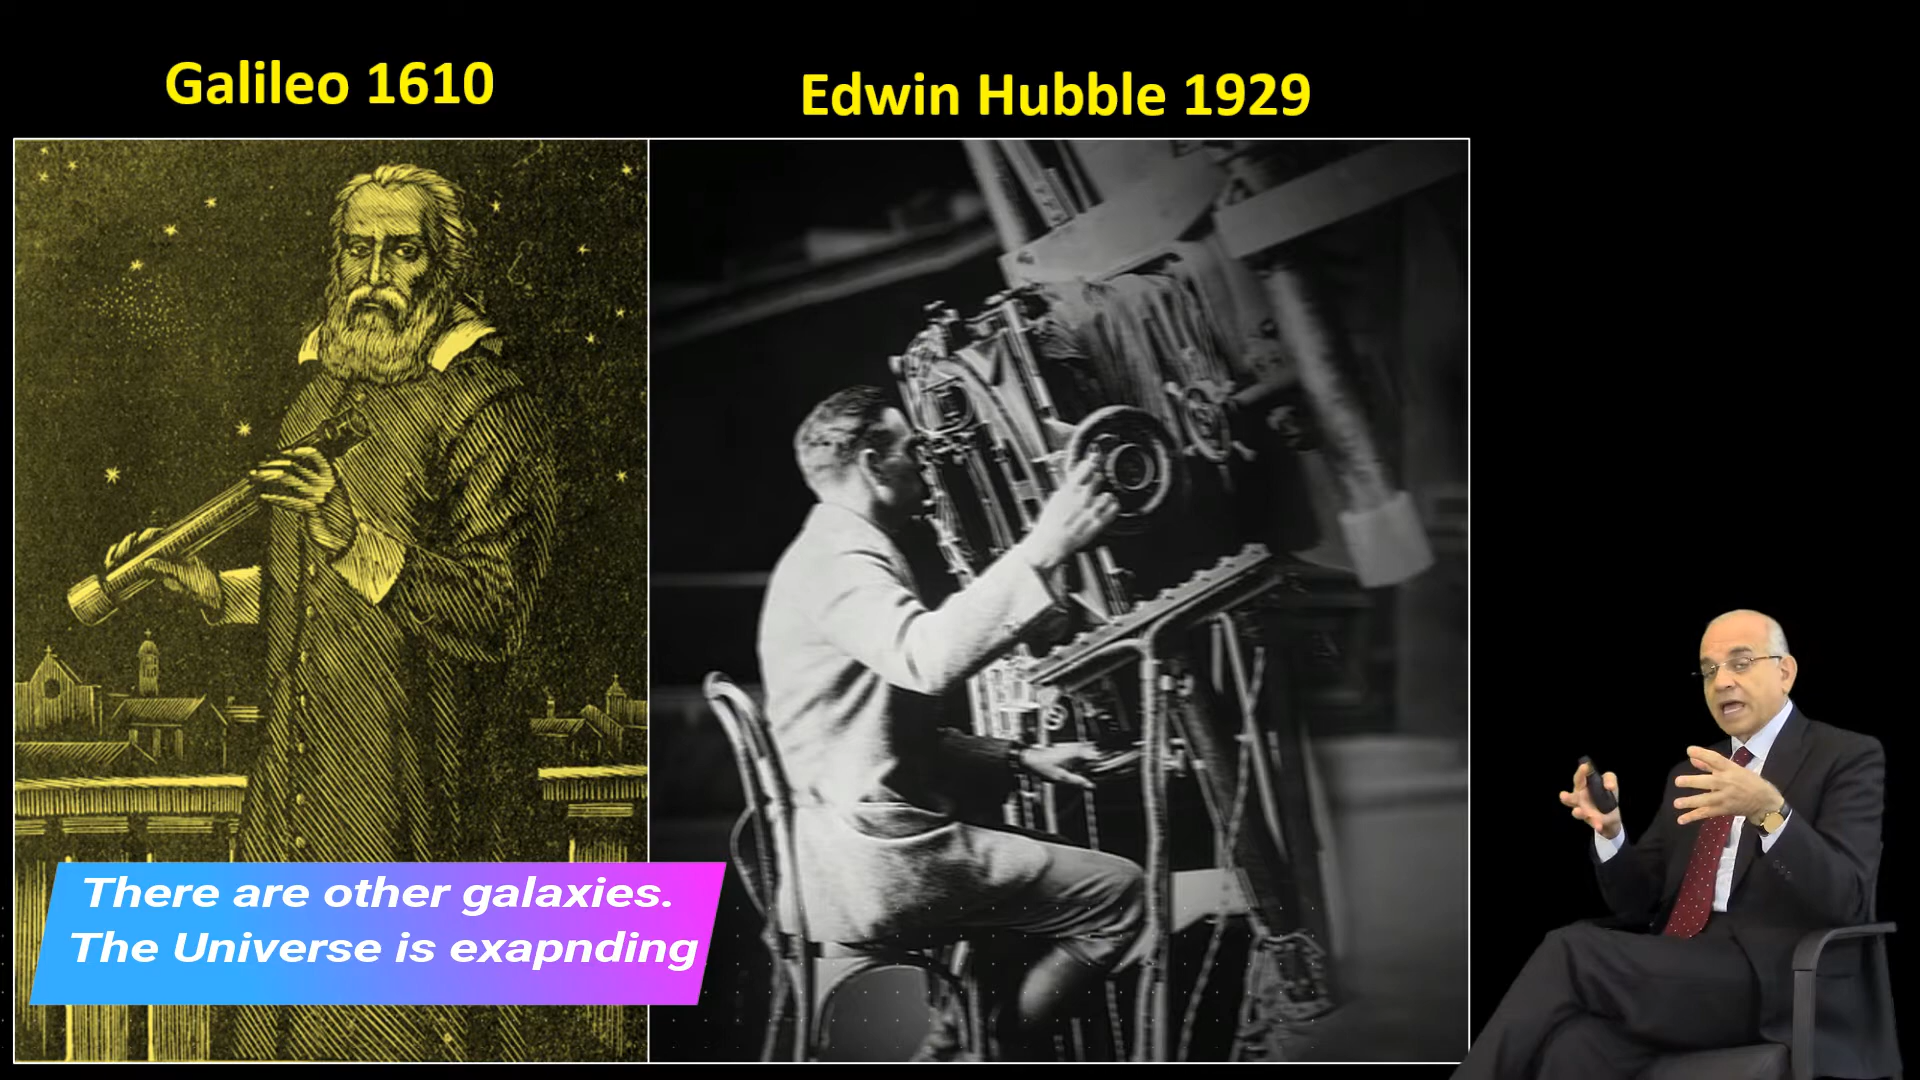 Galileo 1610
Edwin Hubble 1929
There are other galaxies.
The Universe is exapnding